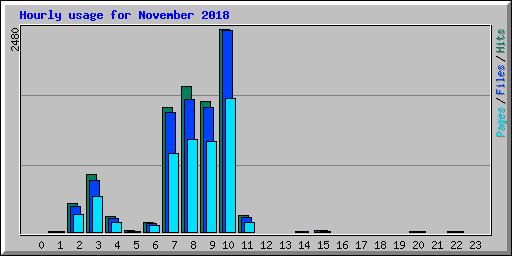 Hourly usage for November 2018
2480
Pages/Files/Hits
0 1 2 3 4 5 6 7 8 9 10 11 12 13 14 15 16 17 18 19 20 21 22 23